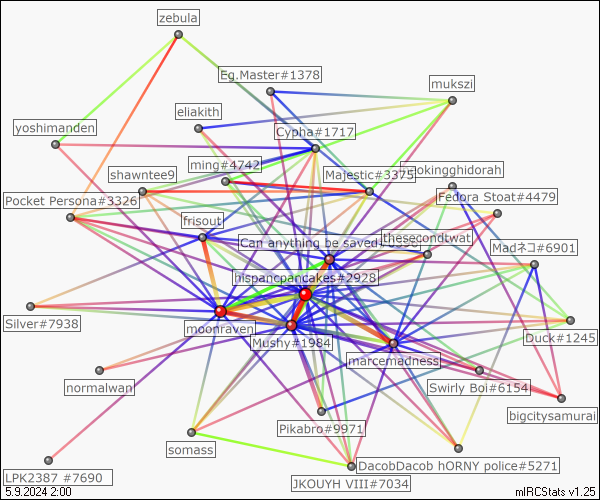 zebula
Eg.Master#1378
mukszi
eliakith
yoshimanden
Cypha#1717
ming#4742
shawntee9
Majestic#3375
okingghidorah
Pocket Persona#3326
Fedora Stoat#4479
frisout
Can anything be saved
thesecondtwat
Madネコ#6901
hispancpancakes#2928
Silver#7938
moonraven
Mushy#1984
Duck#1245
marcemadness
normalwan
Swirly Boi#6154
bigcitysamurai
Pikabro#9971
somass
DacobDacob hORNY police#5271
LPK2387 #7690
JKOUYH VIII#7034
5.9.2024 2:00
mIRCStats v1.25